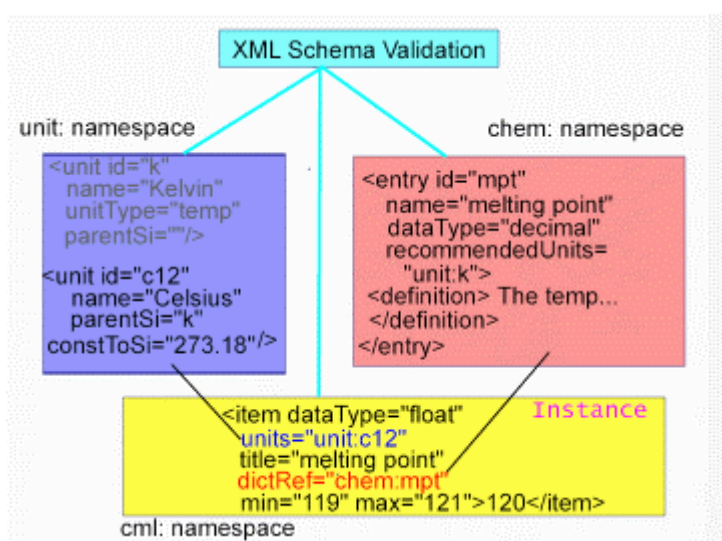 XML Schema Validation
unit: namespace
chem: namespace
<unit id="k"
name="Kelvin"
unitType="temp"
parentSi=""/>
<unit id="c12"
name="Celsius"
parentSi="k"
constToSi="273.18"/>
<entry id="mpt"
name="melting point"
dataType="decimal"
recommendedUnits=
"unit:k">
<definition> The temp...
</definition>
</entry>
<item dataType="float"
Instance
units="unit:c12"
title="melting point"
dictRef="chem:mpt"
min="119" max="121">120</item>
cml: namespace